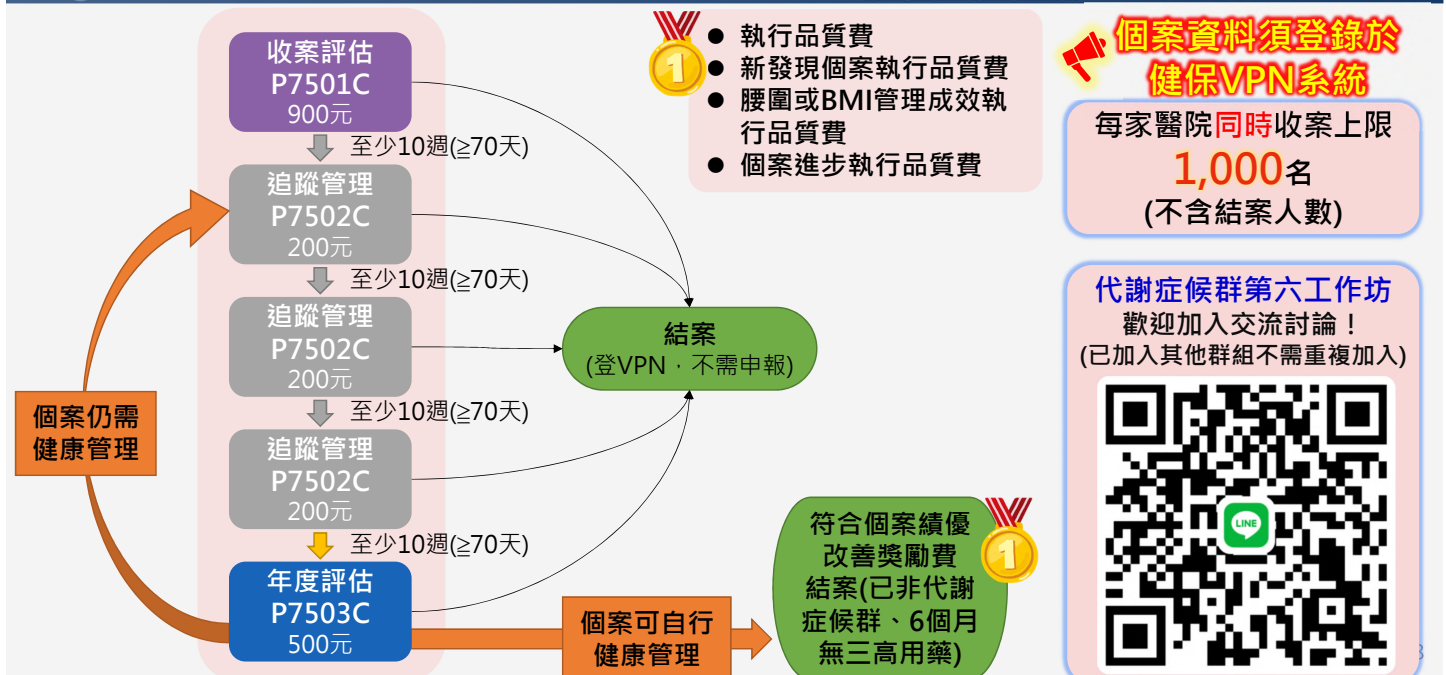 收案評估
P7501C
900元
至少10週(≧70天)
追蹤管理
P7502C
200元
至少10週(≧70天)
追蹤管理
P7502C
200元
至少10週(≧70天)
追蹤管理
P7502C
200元
至少10週(≧70天)
年度評估
P7503C
500元
個案仍需
健康管理
結案
(登VPN，不需申報)
個案可自行
健康管理
符合個案績優
改善獎勵費
結案(已非代謝
症候群、6個月
無三高用藥)
1
1
● 執行品質費
● 新發現個案執行品質費
● 腰圍或BMI管理成效執
行品質費
● 個案進步執行品質費
個案資料須登錄於
健保VPN系統
每家醫院同時收案上限
1,000名
(不含結案人數)
代謝症候群第六工作坊
歡迎加入交流討論！
(已加入其他群組不需重複加入)
LINE